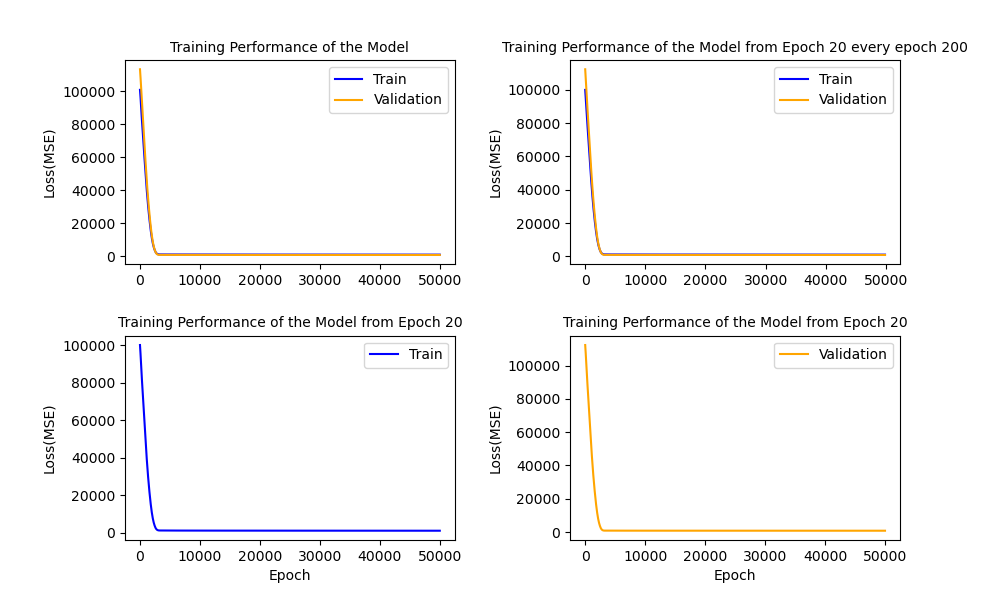 Training Performance of the Model
Loss(MSE)
100000
80000
60000
40000
20000
0
0 10000 20000 30000 40000 50000
Train
Validation
Training Performance of the Model from Epoch 20 every epoch 200
Loss(MSE)
100000
80000
60000
40000
20000
0
0 10000 20000 30000 40000 50000
Train
Validation
Training Performance of the Model from Epoch 20
Loss(MSE)
100000
80000
60000
40000
20000
0
0 10000 20000 30000 40000 50000
Epoch
Train
Training Performance of the Model from Epoch 20
Loss(MSE)
100000
80000
60000
40000
20000
0
0 10000 20000 30000 40000 50000
Epoch
Validation